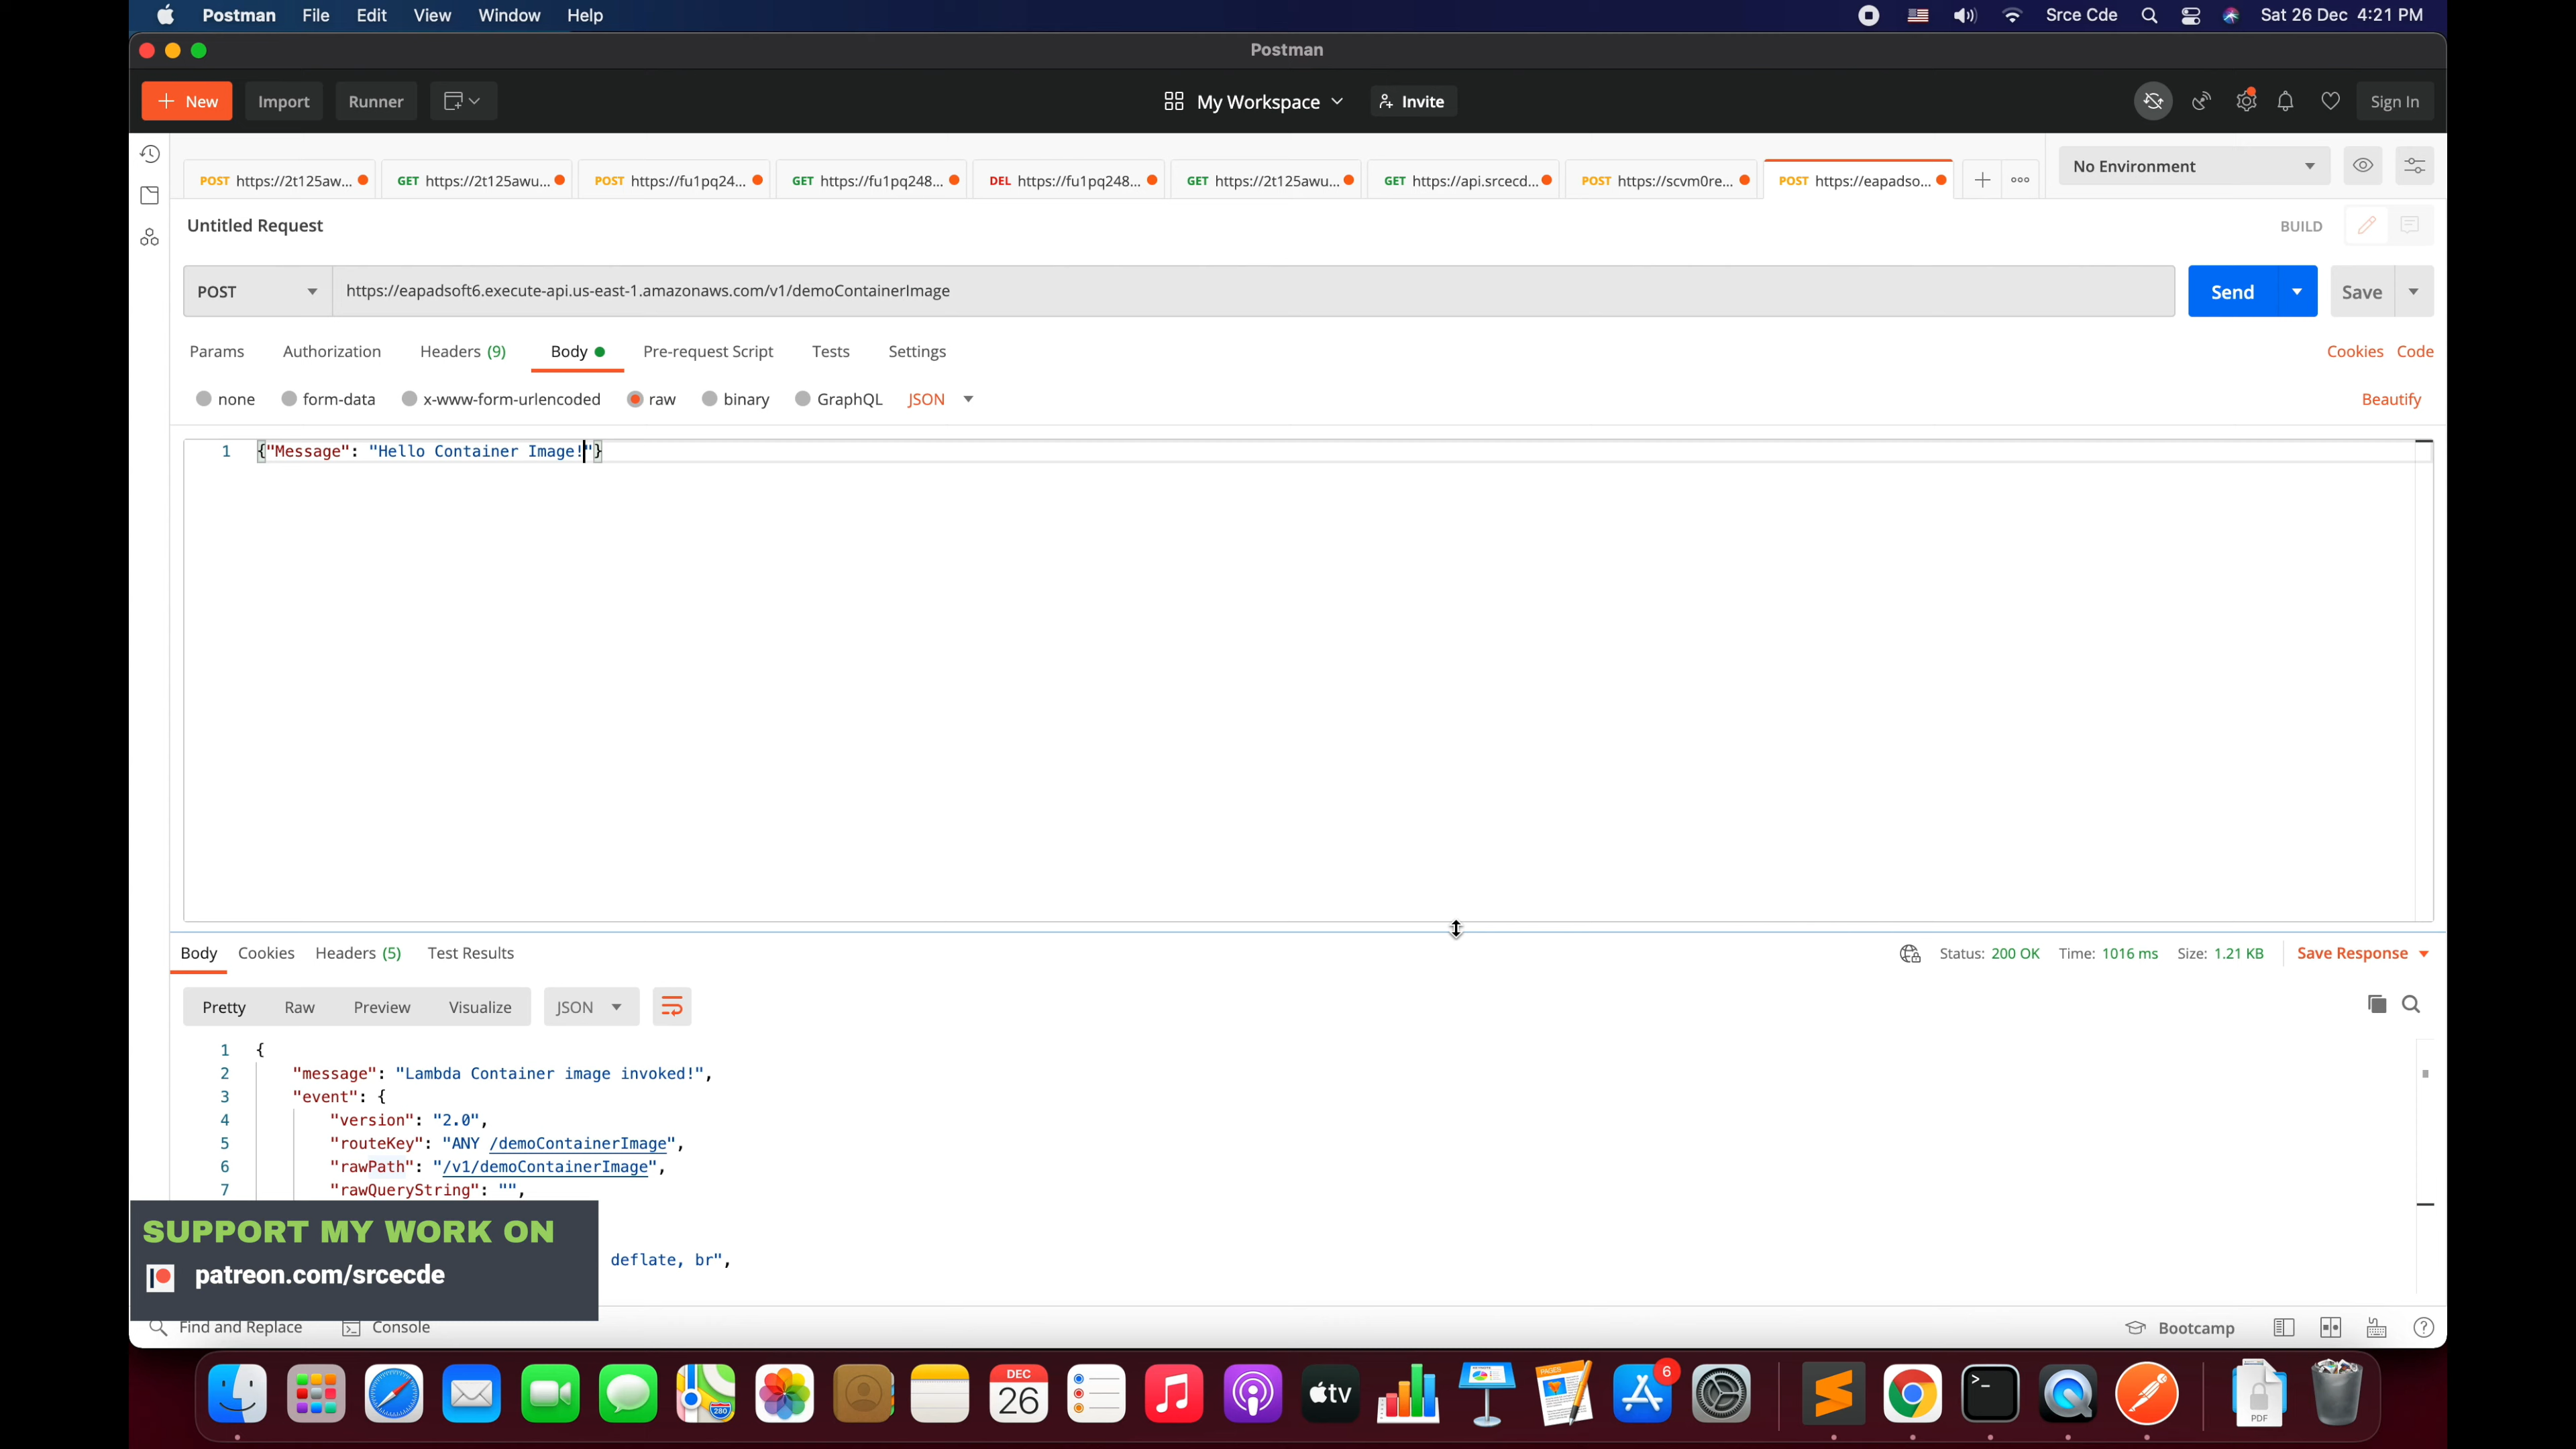 Postman File Edit View Window Help Srce Cde Sat 26 Dec 4:21 PM
Postman
New Import Runner My Workspace Invite Sign In
POST https://2t125aw... GET https://2t125awu... POST https://fu1pq24... GET https://fu1pq248... DEL https://fu1pq248... GET https://2t125awu... GET https://api.srcecd... POST https://scvm0re... POST https://eapadso... No Environment
Untitled Request BUILD
POST https://eapadsoft6.execute-api.us-east-1.amazonaws.com/v1/demoContainerImage Send Save
Params Authorization Headers (9) Body Pre-request Script Tests Settings Cookies Code
none form-data x-www-form-urlencoded raw binary GraphQL JSON Beautify
1 {"Message": "Hello Container Image!"}
Body Cookies Headers (5) Test Results Status: 200 OK Time: 1016 ms Size: 1.21 KB Save Response
Pretty Raw Preview Visualize JSON
1 {
2 "message": "Lambda Container image invoked!",
3 "event": {
4 "version": "2.0",
5 "routeKey": "ANY /demoContainerImage",
6 "rawPath": "/v1/demoContainerImage",
7 "rawQueryString": "",
SUPPORT MY WORK ON
deflate, br",
patreon.com/srcecde
Find and Replace Console Bootcamp
DEC
26
280
tv
PAGES
6
>_
PDF